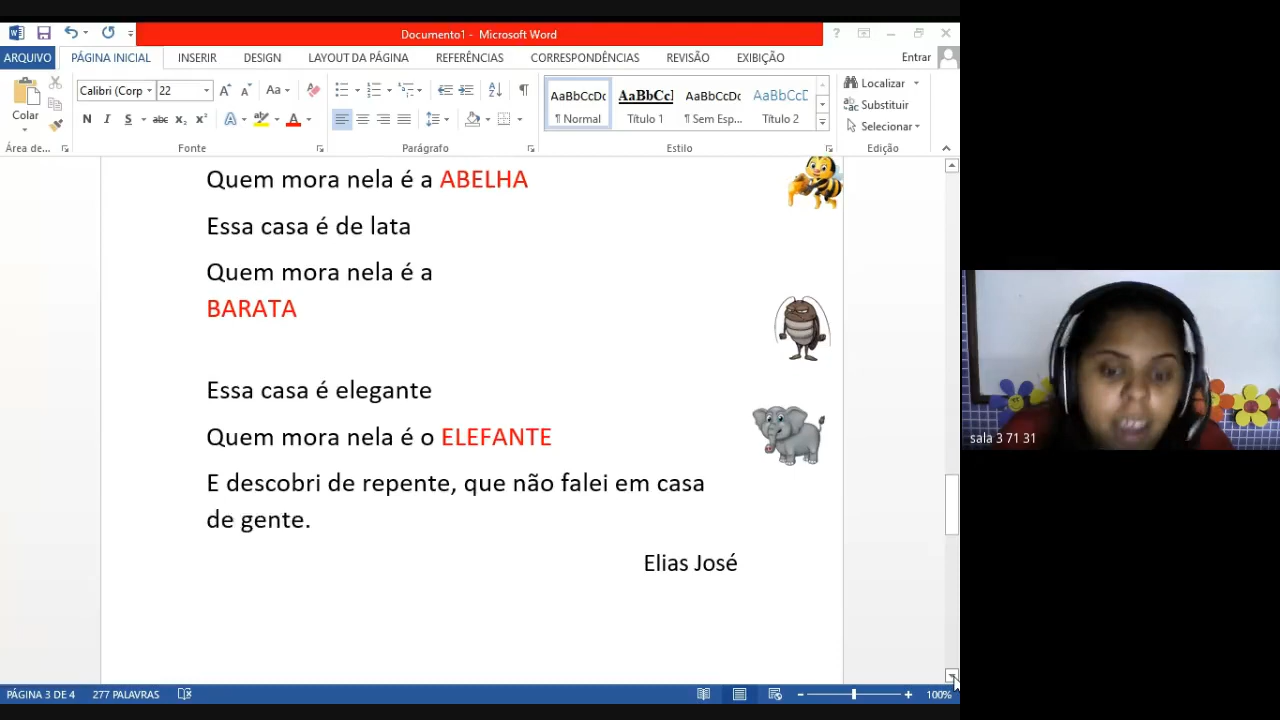 Documento1 - Microsoft Word
ARQUIVO PÁGINA INICIAL INSERIR DESIGN LAYOUT DA PÁGINA REFERÊNCIAS CORRESPONDÊNCIAS REVISÃO EXIBIÇÃO Entrar
Colar
Calibri (Corp 22
Aa
N I S abc x₂ x²
AaBbCcDc AaBbCcI AaBbCcDc AaBbCcD
¶ Normal Título 1 ¶ Sem Esp... Título 2
Localizar
Substituir
Selecionar
Área de... Fonte Parágrafo Estilo Edição
Quem mora nela é a ABELHA
Essa casa é de lata
Quem mora nela é a
BARATA
Essa casa é elegante
Quem mora nela é o ELEFANTE
E descobri de repente, que não falei em casa
de gente.
Elias José
sala 3 71 31
PÁGINA 3 DE 4 277 PALAVRAS 100%